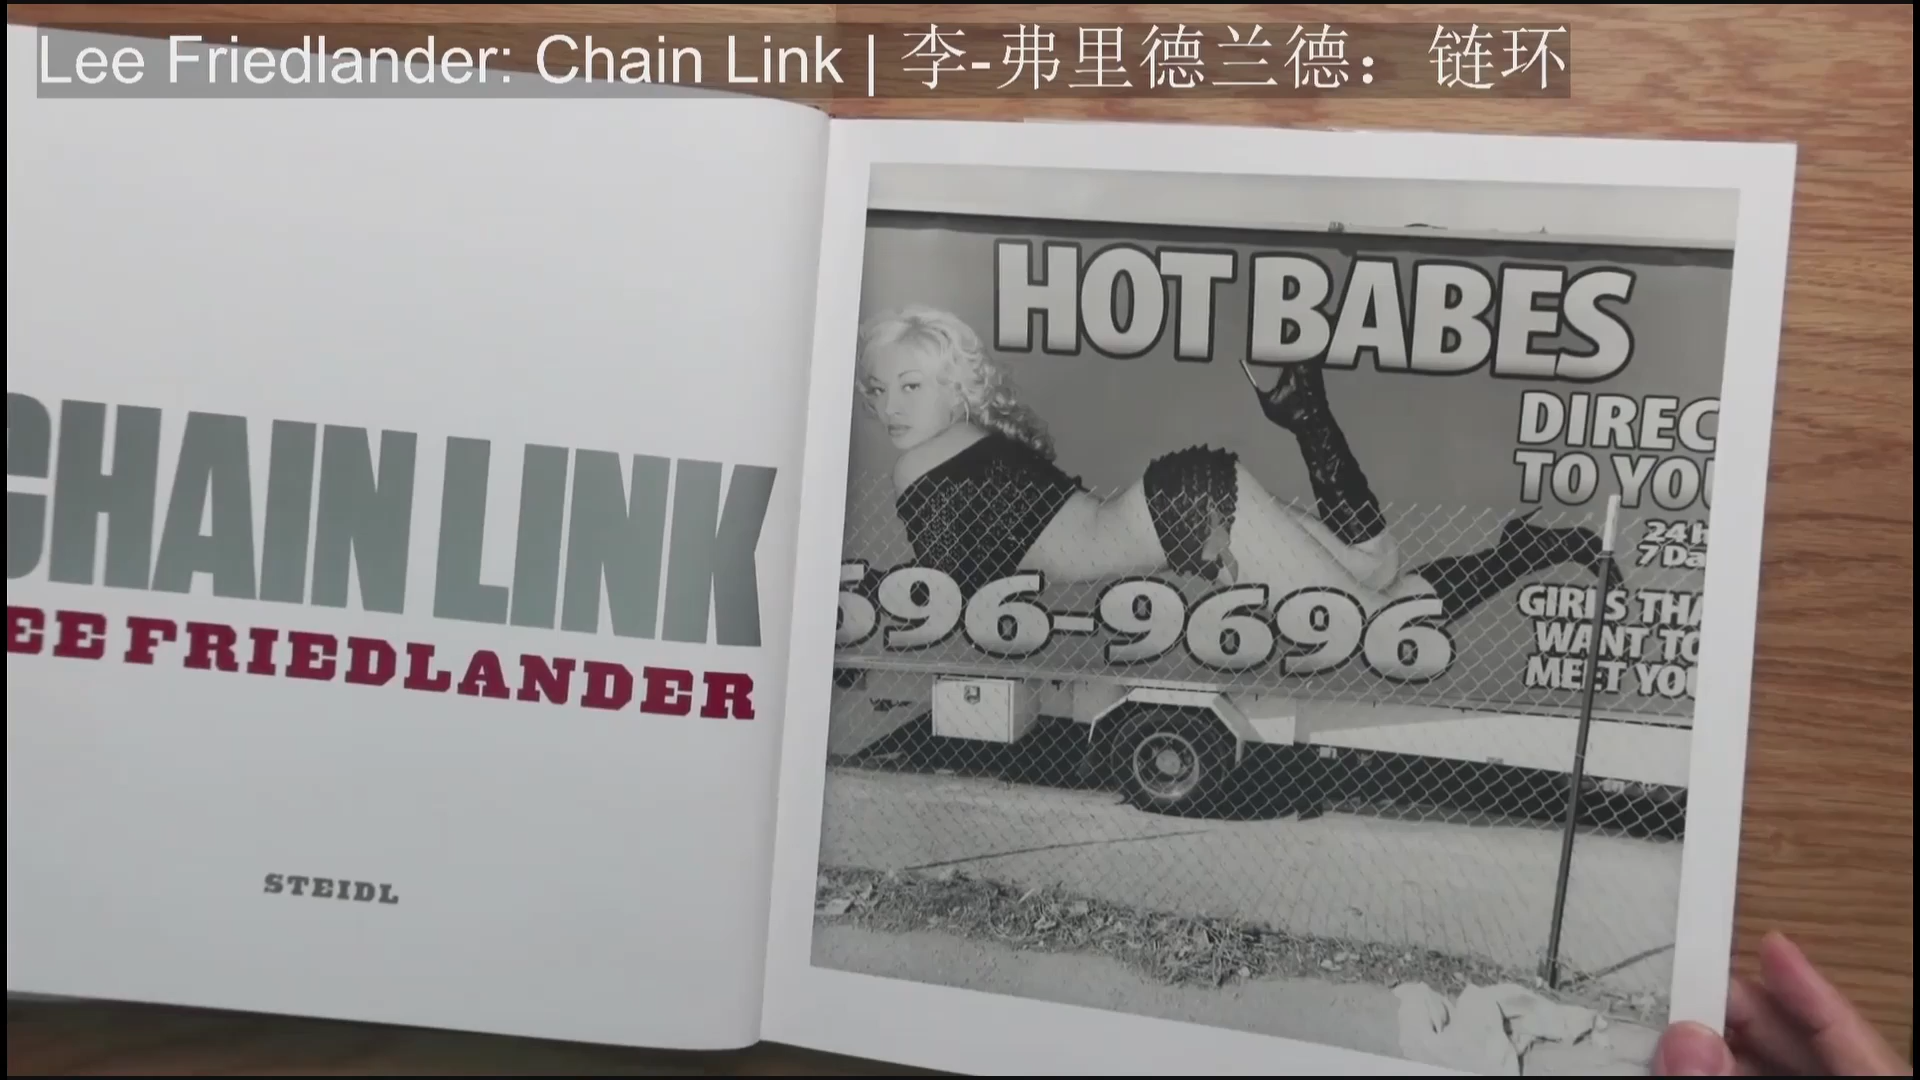 Lee Friedlander: Chain Link | 李-弗里德兰德：链环
CHAIN LINK
EE FRIEDLANDER
STEIDL
HOT BABES
DIREC
TO YOU
24 h
7 Da
596-9696
GIRLS THA
WANT TO
MEET YOU